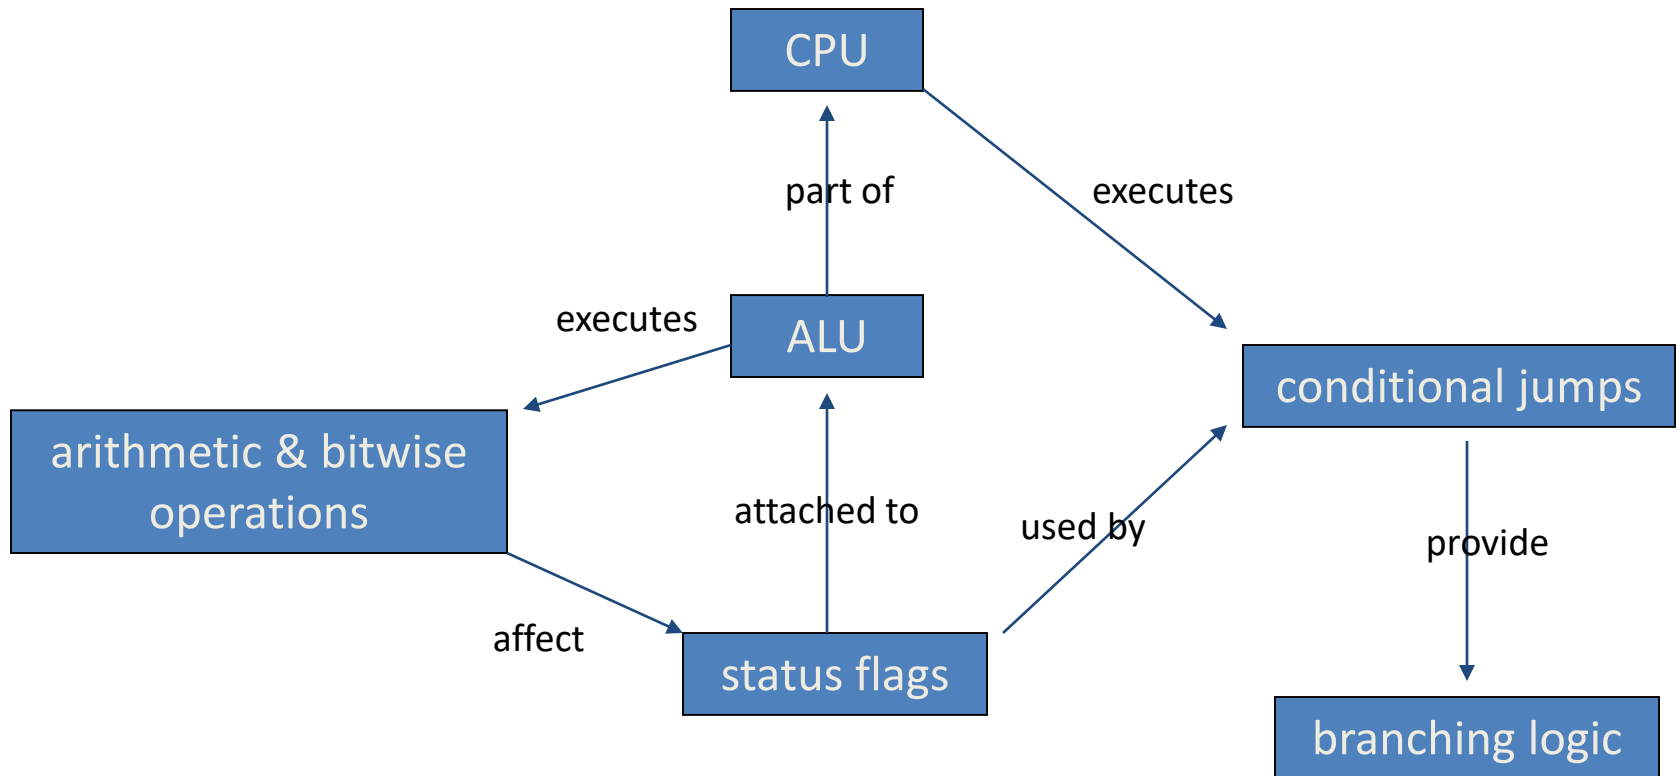 CPU
part of
executes
executes
ALU
conditional jumps
arithmetic & bitwise
operations
attached to
used by
provide
affect
status flags
branching logic